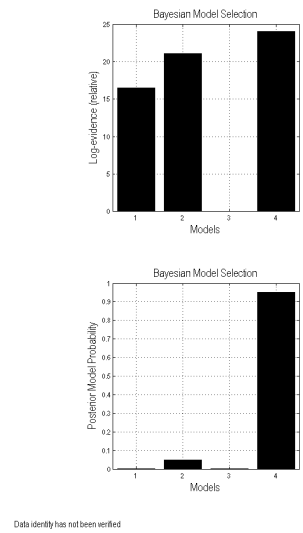 Bayesian Model Selection
25
20
15
10
5
0
Log-evidence (relative)
1 2 3 4
Models
Bayesian Model Selection
1
0.9
0.8
0.7
0.6
0.5
0.4
0.3
0.2
0.1
0
Posterior Model Probability
1 2 3 4
Models
Data identity has not been verified